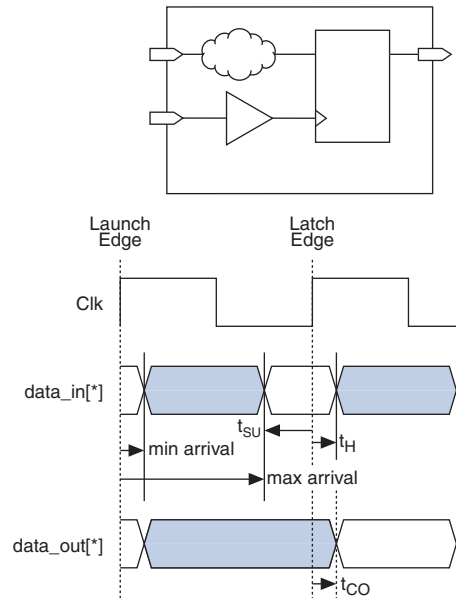 Launch
Edge
Latch
Edge
Clk
data_in[*]
tSU
tH
min arrival
max arrival
data_out[*]
tCO